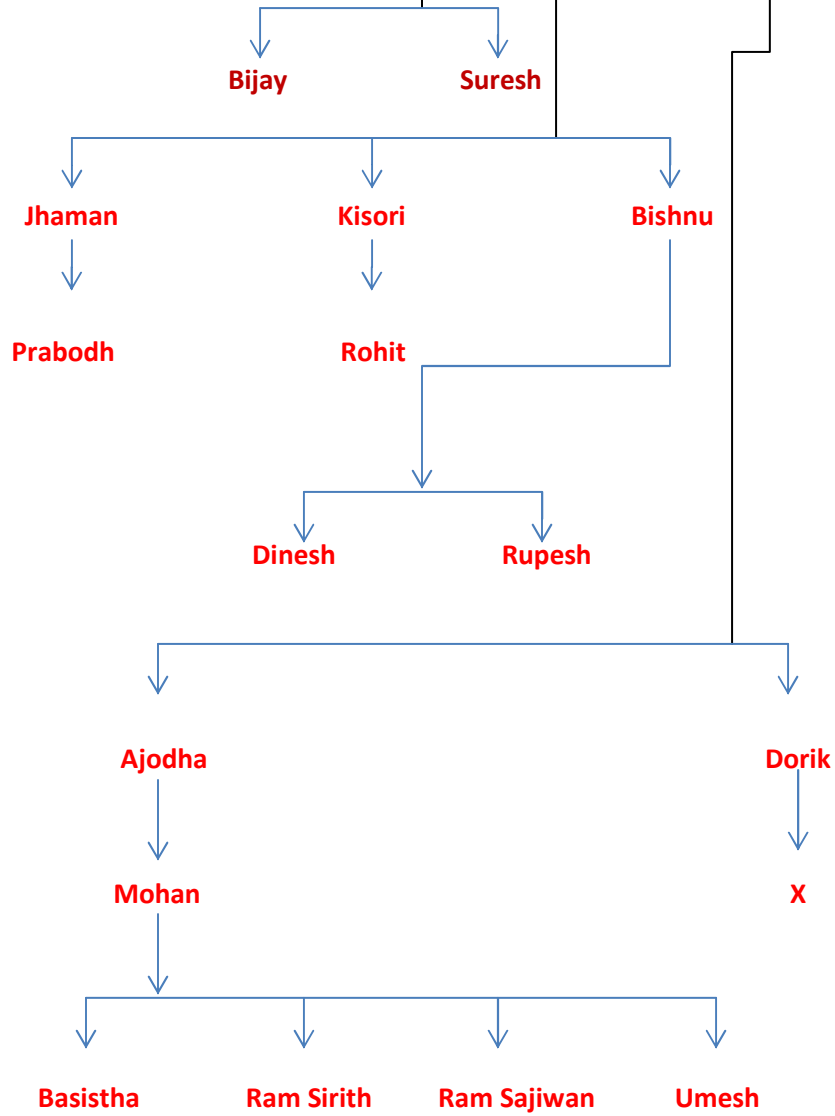 Bijay Suresh
Jhaman Kisori Bishnu
Prabodh Rohit
Dinesh Rupesh
Ajodha Dorik
Mohan X
Basistha Ram Sirith Ram Sajiwan Umesh